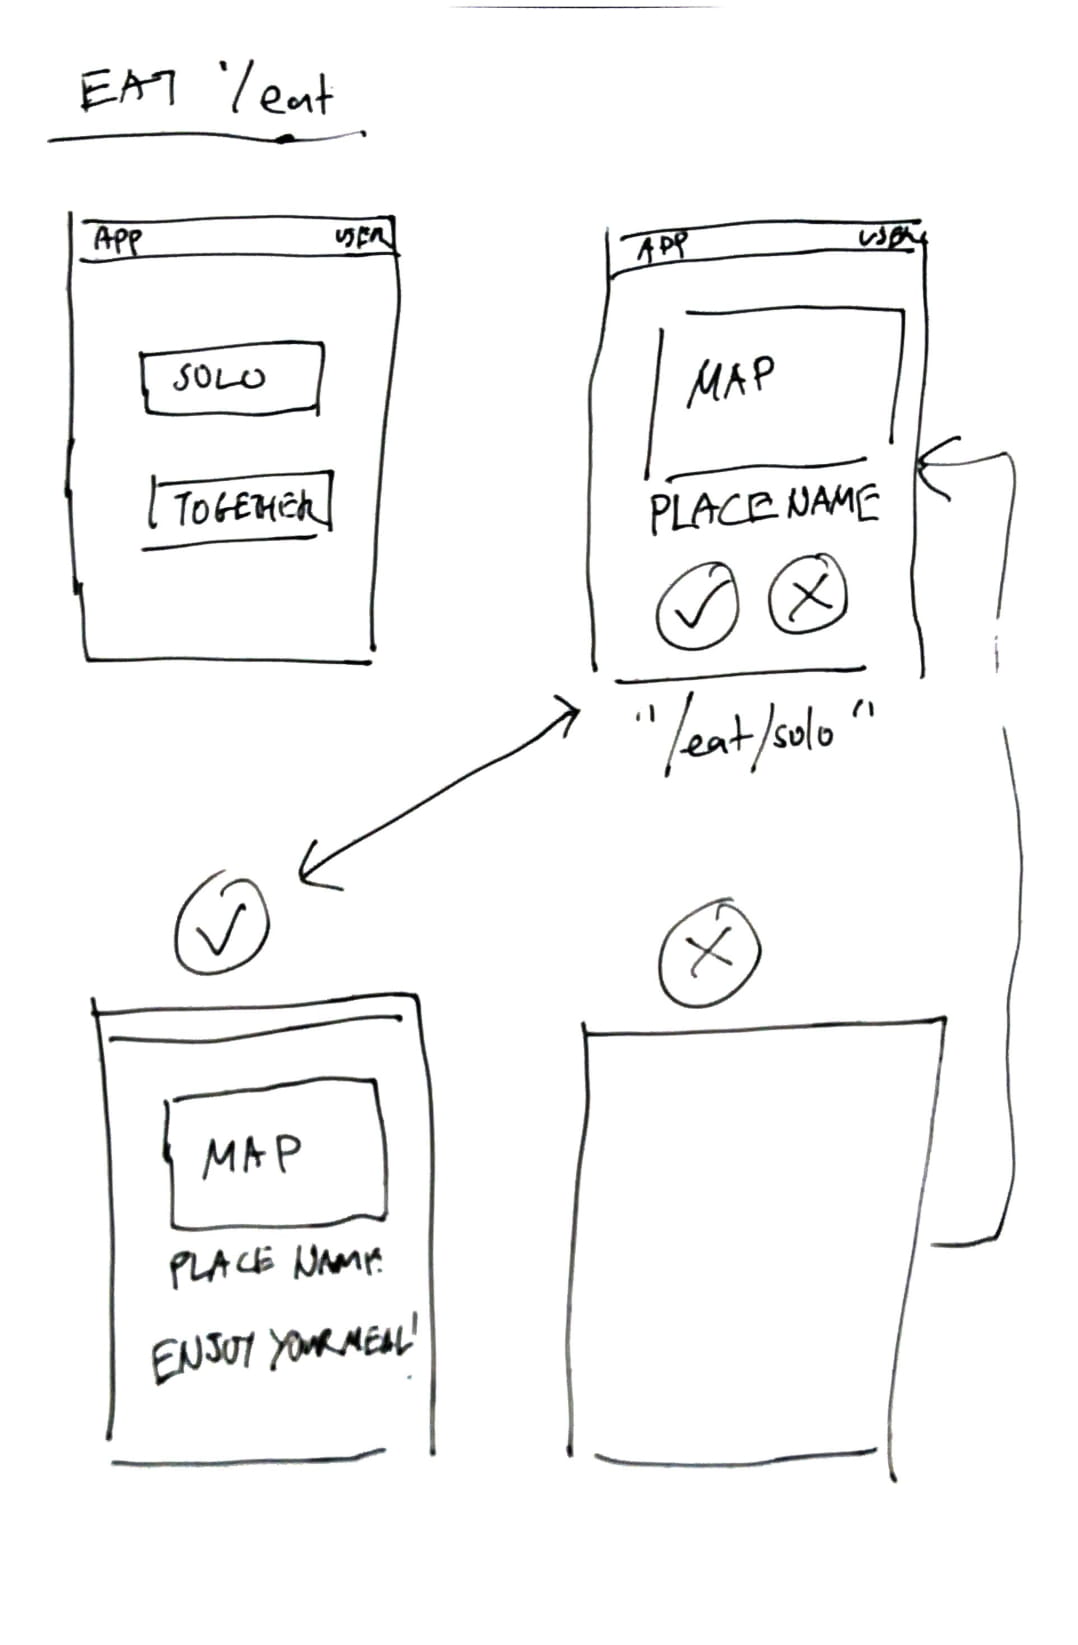 EAT "/eat
APP USER
SOLO
TOGETHER
APP USER
MAP
PLACE NAME
"/eat/solo"
MAP
PLACE NAME
ENJOY YOUR MEAL!